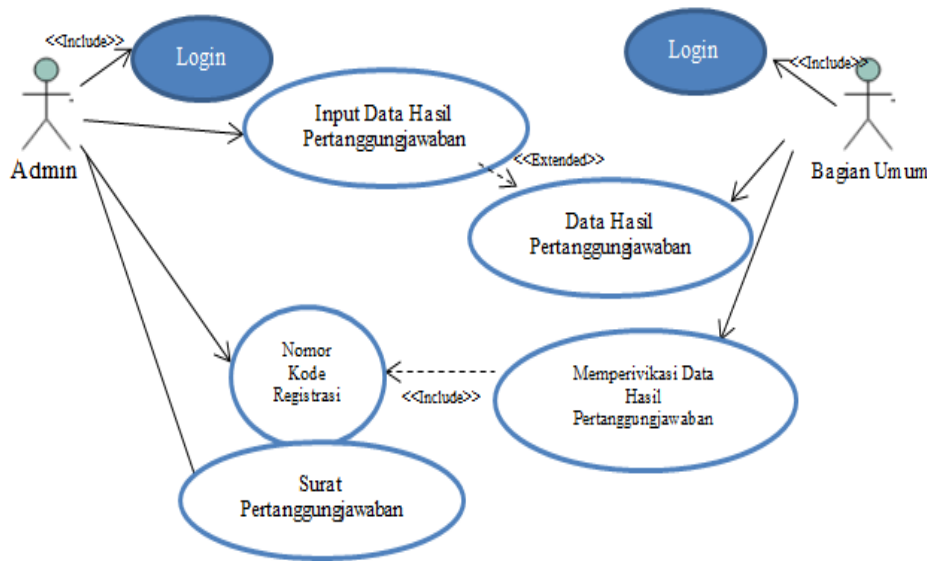 <<Include>>
Login
Login
<<Include>>
Input Data Hasil
Pertanggungjawaban
Admin
<<Extended>>
Bagian Umum
Data Hasil
Pertanggungjawaban
Nomor
Kode
Registrasi
<<Include>>
Memperivikasi Data
Hasil
Pertanggungjawaban
Surat
Pertanggungjawaban